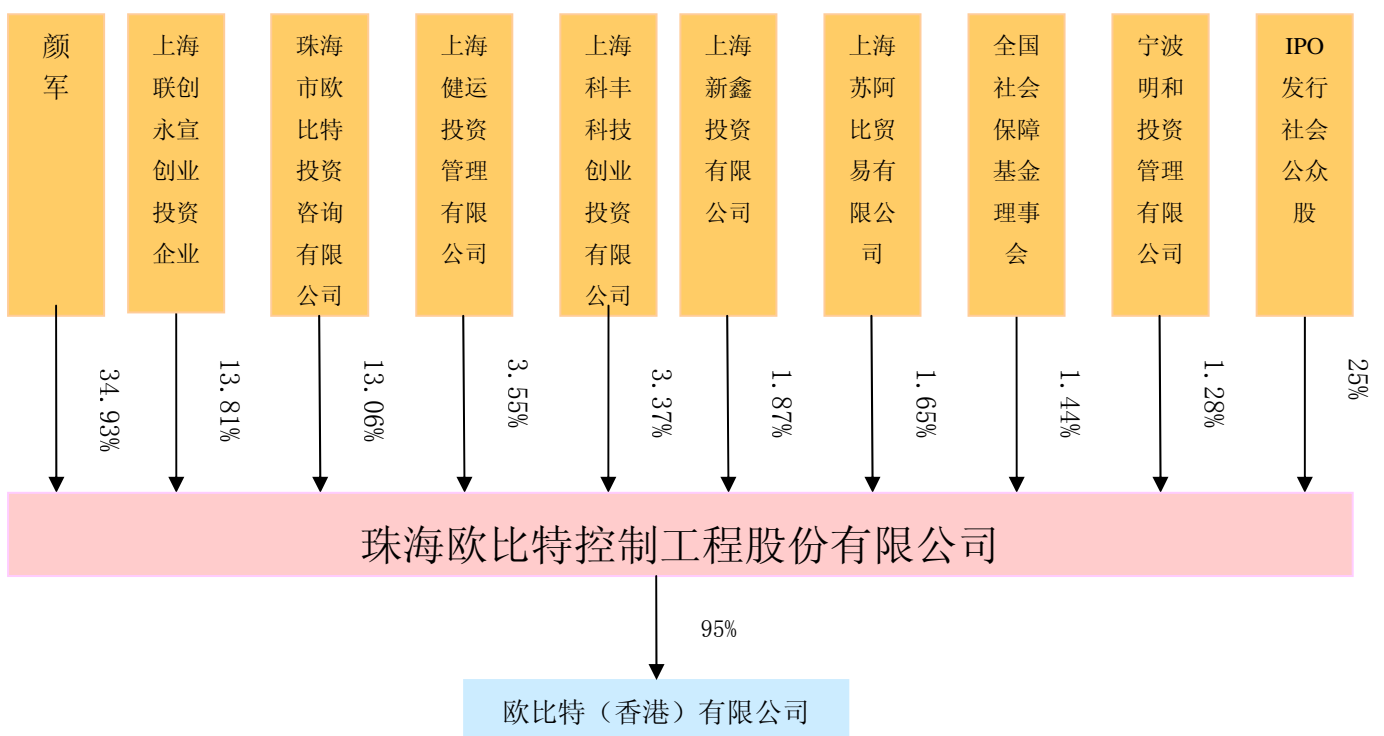 颜
军
上海
联创
永宣
创业
投资
企业
珠海
市欧
比特
投资
咨询
有限
公司
上海
健运
投资
管理
有限
公司
上海
科丰
科技
创业
投资
有限
公司
上海
新鑫
投资
有限
公司
上海
苏阿
比贸
易有
限公
司
全国
社会
保障
基金
理事
会
宁波
明和
投资
管理
有限
公司
IPO
发行
社会
公众
股
34.93%
13.81%
13.06%
3.55%
3.37%
1.87%
1.65%
1.44%
1.28%
25%
珠海欧比特控制工程股份有限公司
95%
欧比特（香港）有限公司